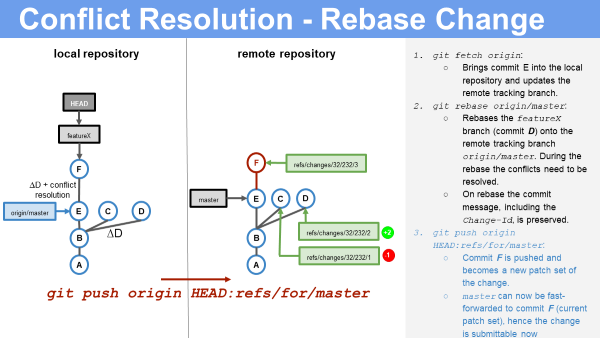 Conflict Resolution - Rebase Change
local repository
remote repository
HEAD
featureX
F
ΔD + conflict
resolution
origin/master
E
C
D
B
ΔD
A
F
refs/changes/32/232/3
master
E
C
D
B
refs/changes/32/232/2
+2
refs/changes/32/232/1
1
A
git push origin HEAD:refs/for/master
1. git fetch origin:
○ Brings commit E into the local
repository and updates the
remote tracking branch.
2. git rebase origin/master:
○ Rebases the featureX
branch (commit D) onto the
remote tracking branch
origin/master. During the
rebase the conflicts need to be
resolved.
○ On rebase the commit
message, including the
Change-Id, is preserved.
3. git push origin
HEAD:refs/for/master:
○ Commit F is pushed and
becomes a new patch set of
the change.
○ master can now be fast-
forwarded to commit F (current
patch set), hence the change
is submittable now